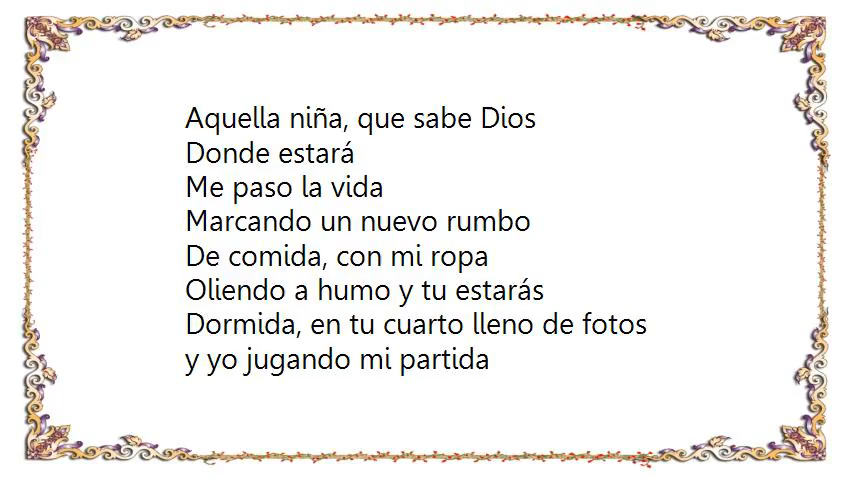 Aquella niña, que sabe Dios
Donde estará
Me paso la vida
Marcando un nuevo rumbo
De comida, con mi ropa
Oliendo a humo y tu estarás
Dormida, en tu cuarto lleno de fotos
y yo jugando mi partida